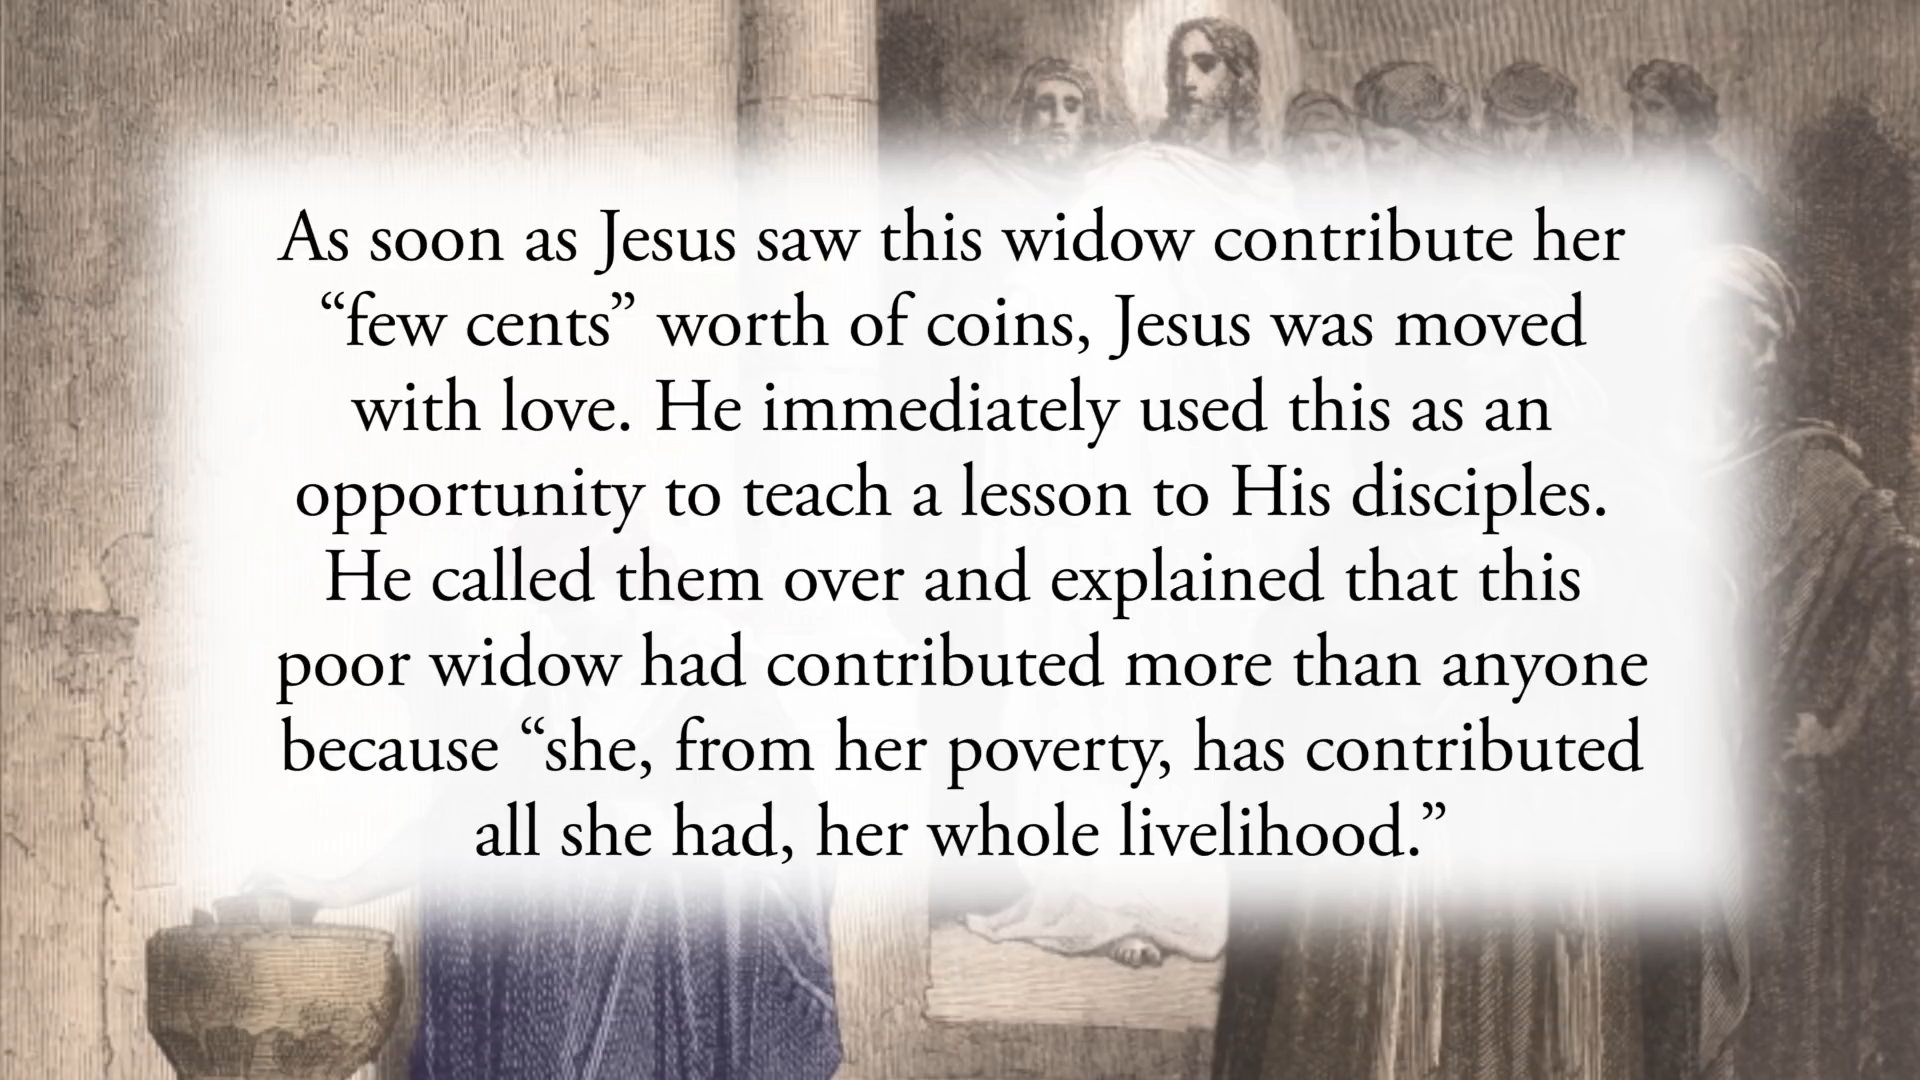 As soon as Jesus saw this widow contribute her
“few cents” worth of coins, Jesus was moved
with love. He immediately used this as an
opportunity to teach a lesson to His disciples.
He called them over and explained that this
poor widow had contributed more than anyone
because “she, from her poverty, has contributed
all she had, her whole livelihood.”